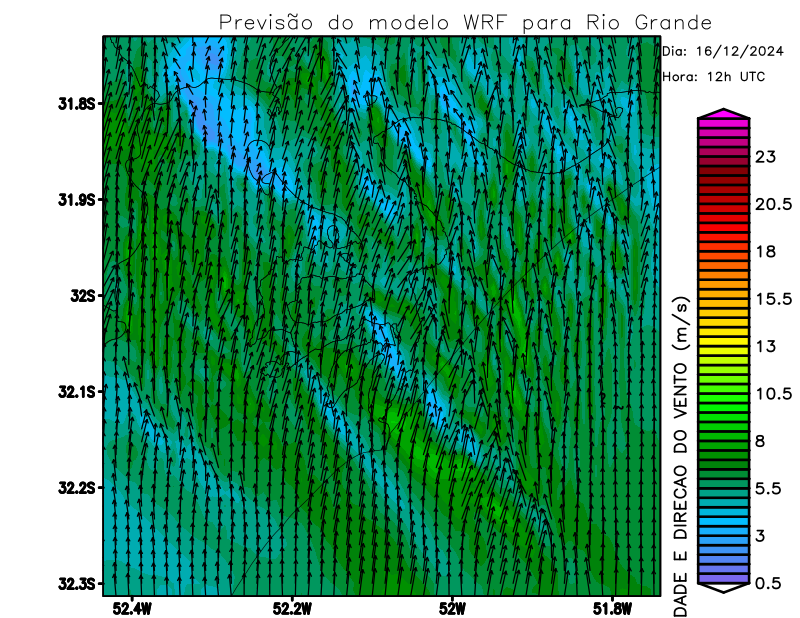 Previsão do modelo WRF para Rio Grande
Dia: 16/12/2024
Hora: 12h UTC
31.8S
31.9S
32S
32.1S
32.2S
32.3S
52.4W
52.2W
52W
51.8W
23
20.5
18
15.5
13
10.5
8
5.5
3
0.5
DADE E DIRECAO DO VENTO (m/s)